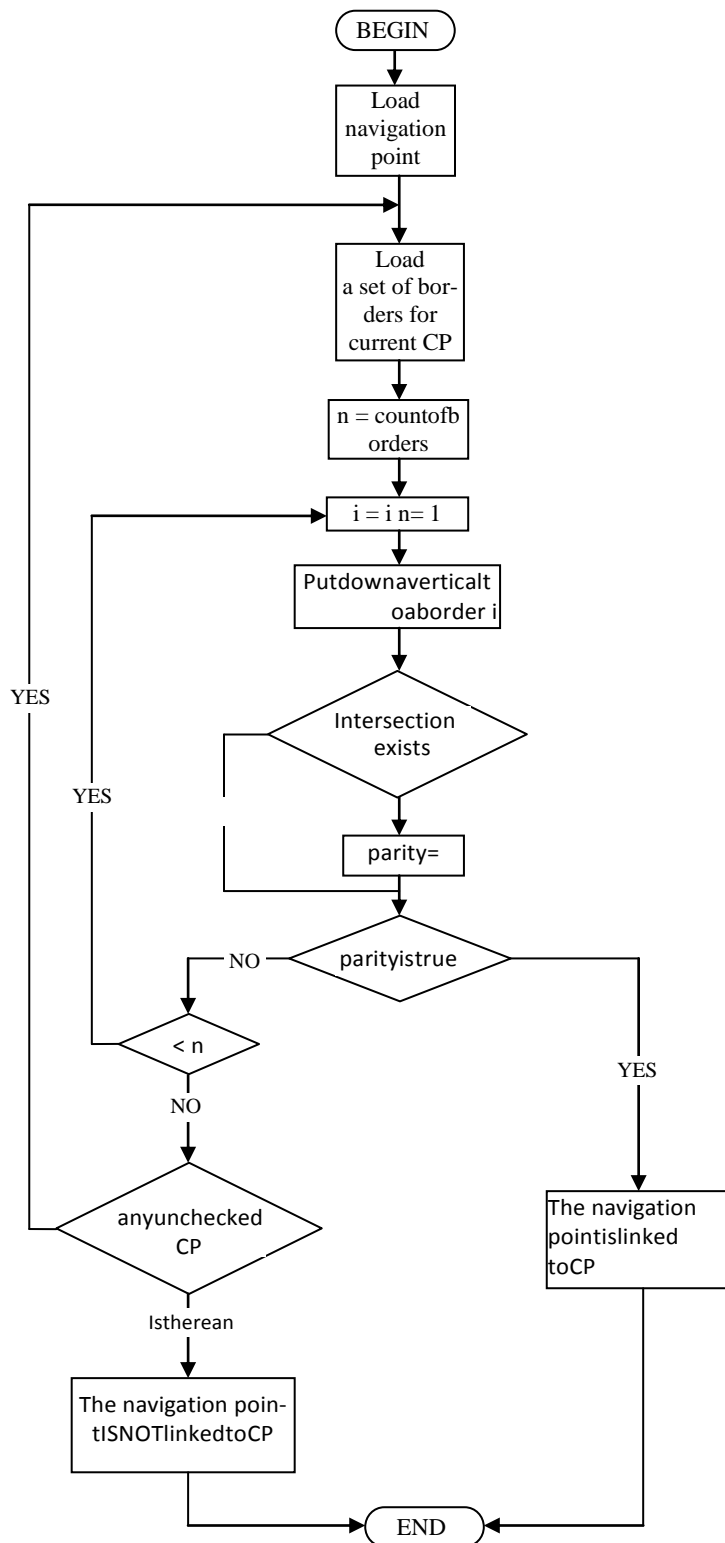 BEGIN
Load
navigation
point
Load
a set of bor-
ders for
current CP
n = countofb
orders
i = i n= 1
Putdownaverticalt
oaborder i
YES
Intersection
exists
YES
parity=
NO
parityistrue
< n
YES
NO
anyunchecked
CP
The navigation
pointislinked
toCP
Istherean
The navigation poin-
tISNOTlinkedtoCP
END